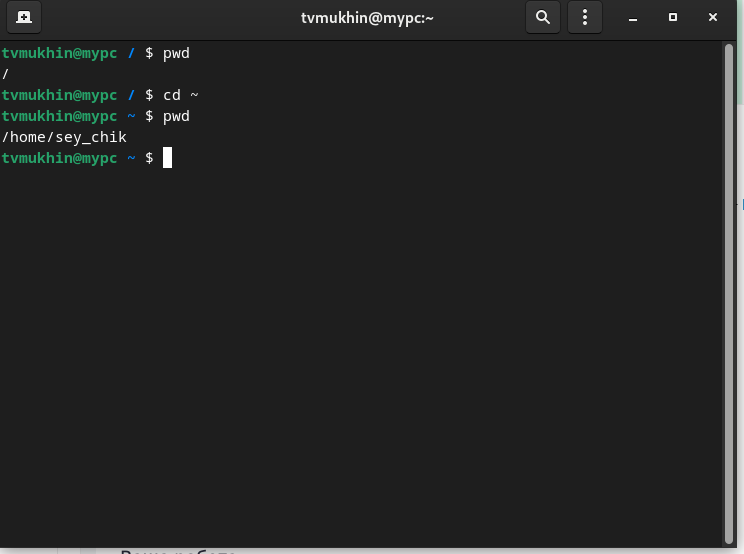 tvmukhin@mypc:~
tvmukhin@mypc / $ pwd
/
tvmukhin@mypc / $ cd ~
tvmukhin@mypc ~ $ pwd
/home/sey_chik
tvmukhin@mypc ~ $